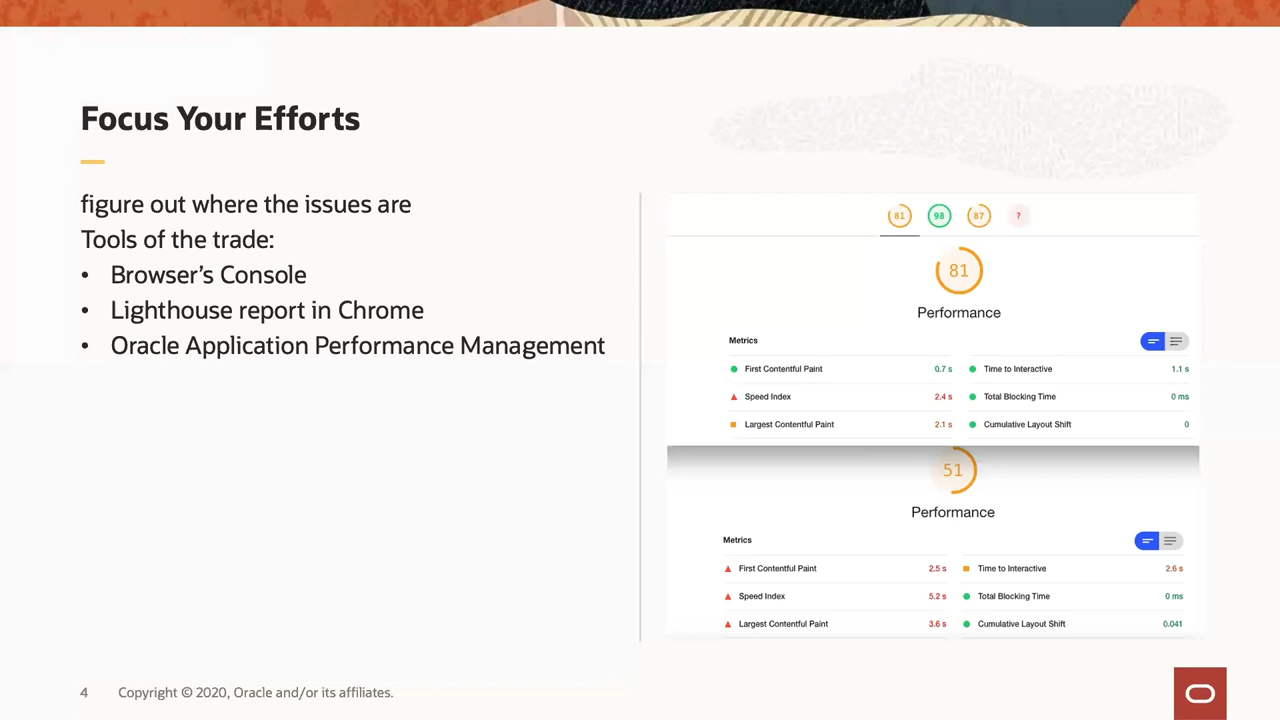 Focus Your Efforts
figure out where the issues are
Tools of the trade:
• Browser's Console
• Lighthouse report in Chrome
• Oracle Application Performance Management
81 98 87 ?
81
Performance
Metrics
First Contentful Paint 0.7 s Time to Interactive 1.1 s
Speed Index 2.4 s Total Blocking Time 0 ms
Largest Contentful Paint 2.1 s Cumulative Layout Shift 0
51
Performance
Metrics
First Contentful Paint 2.5 s Time to Interactive 2.6 s
Speed Index 5.2 s Total Blocking Time 0 ms
Largest Contentful Paint 3.6 s Cumulative Layout Shift 0.041
4 Copyright © 2020, Oracle and/or its affiliates.